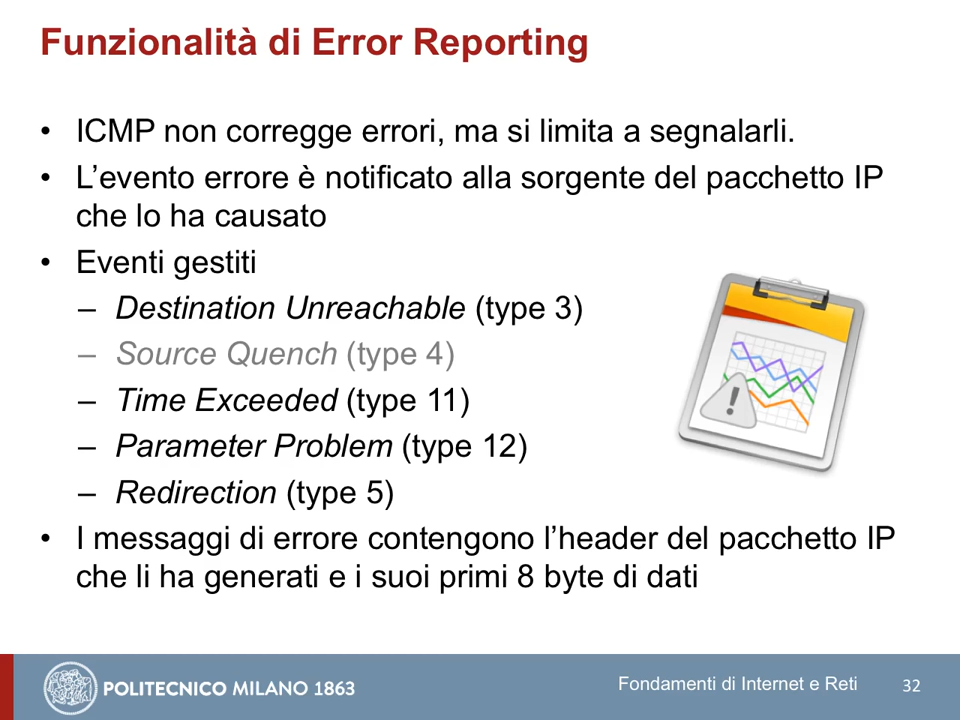 Funzionalità di Error Reporting
• ICMP non corregge errori, ma si limita a segnalarli.
• L’evento errore è notificato alla sorgente del pacchetto IP
che lo ha causato
• Eventi gestiti
– Destination Unreachable (type 3)
– Source Quench (type 4)
– Time Exceeded (type 11)
– Parameter Problem (type 12)
– Redirection (type 5)
• I messaggi di errore contengono l’header del pacchetto IP
che li ha generati e i suoi primi 8 byte di dati
POLITECNICO MILANO 1863
Fondamenti di Internet e Reti
32